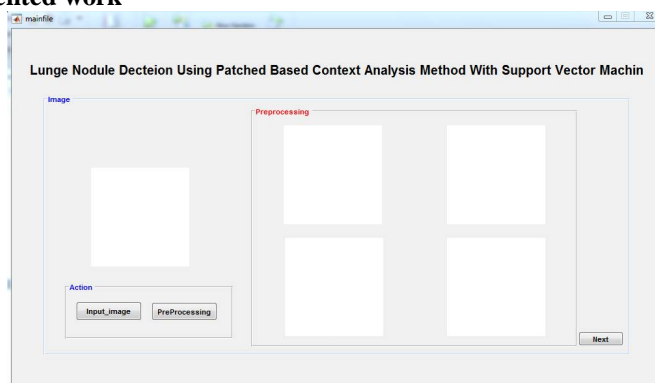 ented work
mainfile
Lunge Nodule Decteion Using Patched Based Context Analysis Method With Support Vector Machin
Image
Preprocessing
Action
Input_image
PreProcessing
Next